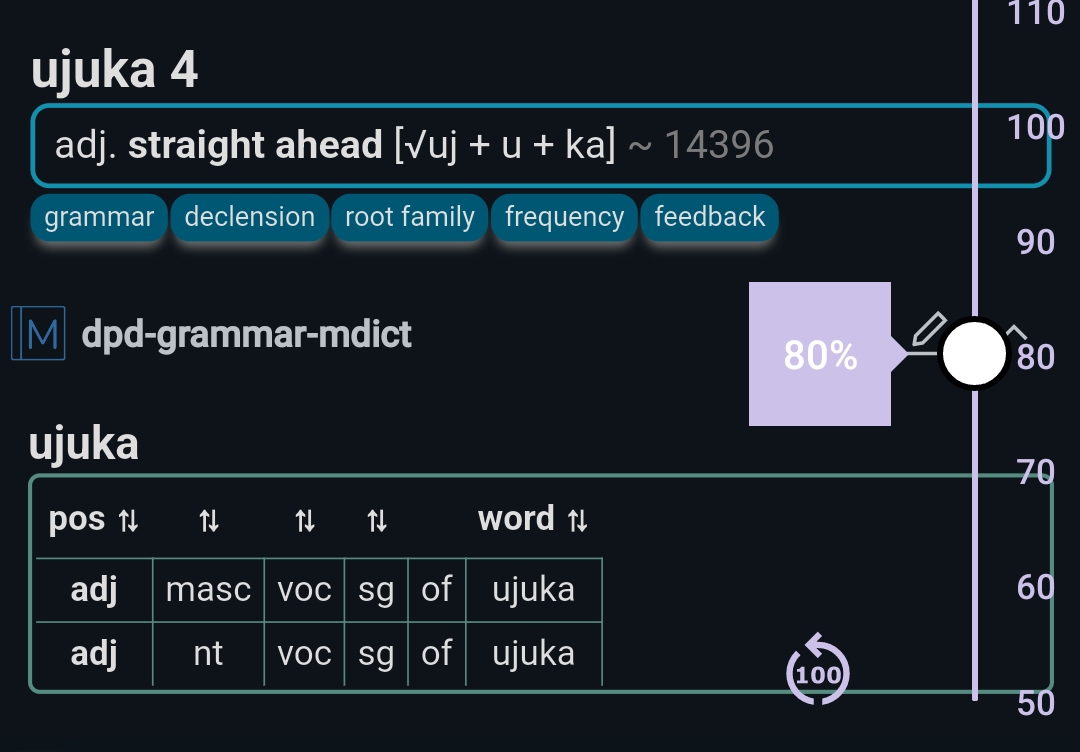 110
ujuka 4
100
adj. straight ahead [√uj + u + ka] ~ 14396
grammar declension root family frequency feedback
90
M dpd-grammar-mdict
80% 80
ujuka
70
pos ⇅ ⇅ ⇅ ⇅ word ⇅
adj masc voc sg of ujuka
60
adj nt voc sg of ujuka
100
50